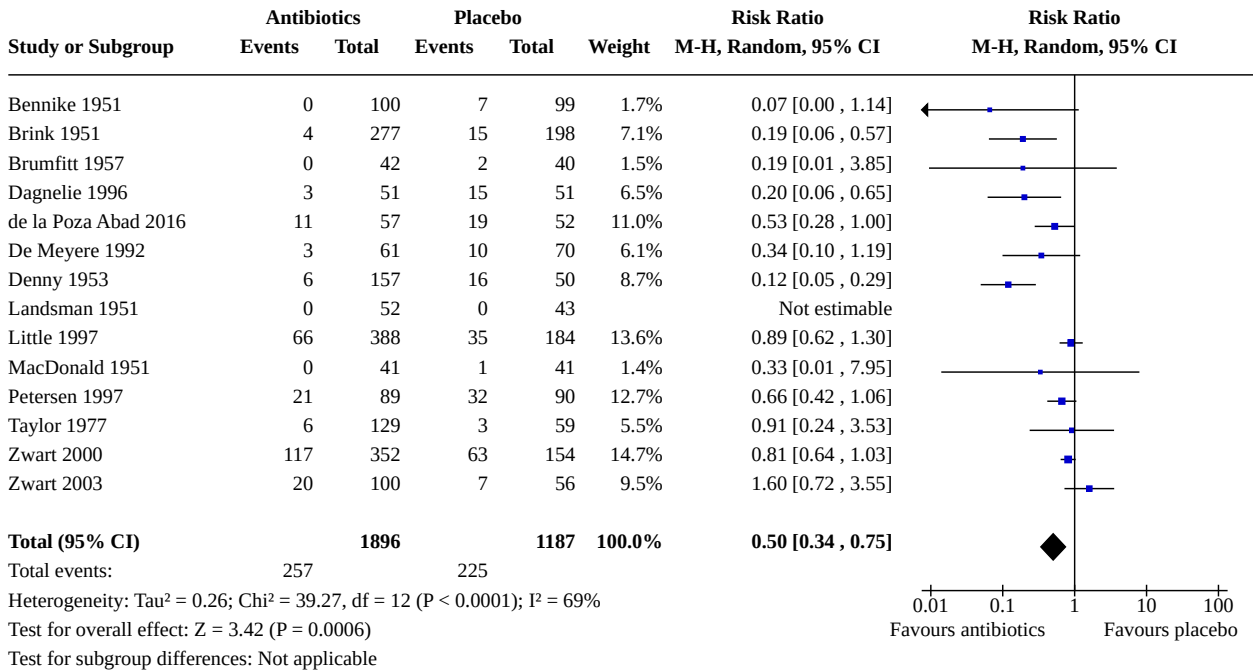 Antibiotics Placebo Risk Ratio Risk Ratio
Study or Subgroup Events Total Events Total Weight M-H, Random, 95% CI M-H, Random, 95% CI
Bennike 1951 0 100 7 99 1.7% 0.07 [0.00 , 1.14]
Brink 1951 4 277 15 198 7.1% 0.19 [0.06 , 0.57]
Brumfitt 1957 0 42 2 40 1.5% 0.19 [0.01 , 3.85]
Dagnelie 1996 3 51 15 51 6.5% 0.20 [0.06 , 0.65]
de la Poza Abad 2016 11 57 19 52 11.0% 0.53 [0.28 , 1.00]
De Meyere 1992 3 61 10 70 6.1% 0.34 [0.10 , 1.19]
Denny 1953 6 157 16 50 8.7% 0.12 [0.05 , 0.29]
Landsman 1951 0 52 0 43 Not estimable
Little 1997 66 388 35 184 13.6% 0.89 [0.62 , 1.30]
MacDonald 1951 0 41 1 41 1.4% 0.33 [0.01 , 7.95]
Petersen 1997 21 89 32 90 12.7% 0.66 [0.42 , 1.06]
Taylor 1977 6 129 3 59 5.5% 0.91 [0.24 , 3.53]
Zwart 2000 117 352 63 154 14.7% 0.81 [0.64 , 1.03]
Zwart 2003 20 100 7 56 9.5% 1.60 [0.72 , 3.55]
Total (95% CI) 1896 1187 100.0% 0.50 [0.34 , 0.75]
Total events: 257 225
Heterogeneity: Tau² = 0.26; Chi² = 39.27, df = 12 (P < 0.0001); I² = 69%
Test for overall effect: Z = 3.42 (P = 0.0006)
Test for subgroup differences: Not applicable
0.01 0.1 1 10 100
Favours antibiotics Favours placebo